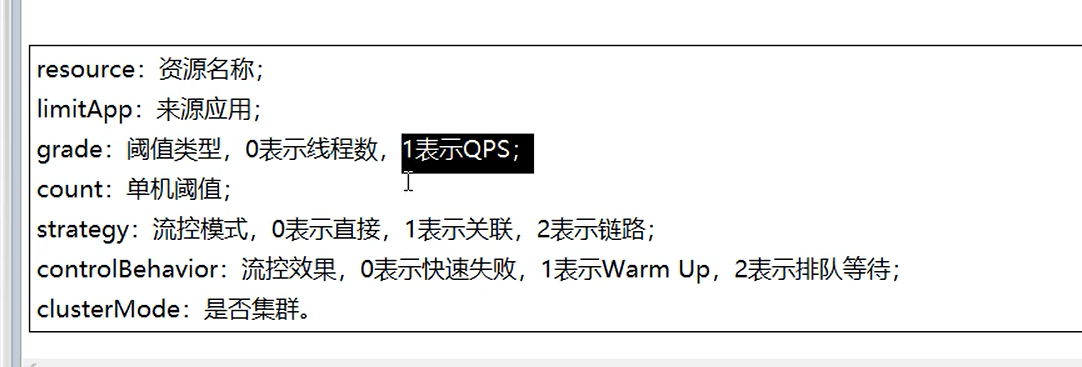 resource：资源名称；
limitApp：来源应用；
grade：阈值类型，0表示线程数，1表示QPS；
count：单机阈值；
strategy：流控模式，0表示直接，1表示关联，2表示链路；
controlBehavior：流控效果，0表示快速失败，1表示Warm Up，2表示排队等待；
clusterMode：是否集群。